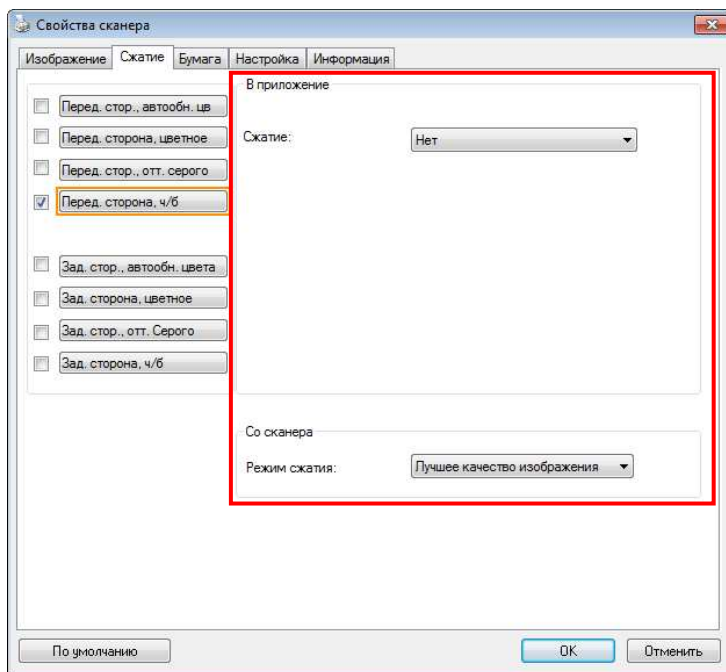 Свойства сканера
Изображение Сжатие Бумага Настройка Информация
В приложение
Перед. стор., автообн. цв
Перед. сторона, цветное
Сжатие: Нет
Перед. стор., отт. серого
Перед. сторона, ч/б
Зад. стор., автообн. цвета
Зад. сторона, цветное
Зад. стор., отт. Серого
Зад. сторона, ч/б
Со сканера
Режим сжатия: Лучшее качество изображения
По умолчанию OK Отменить